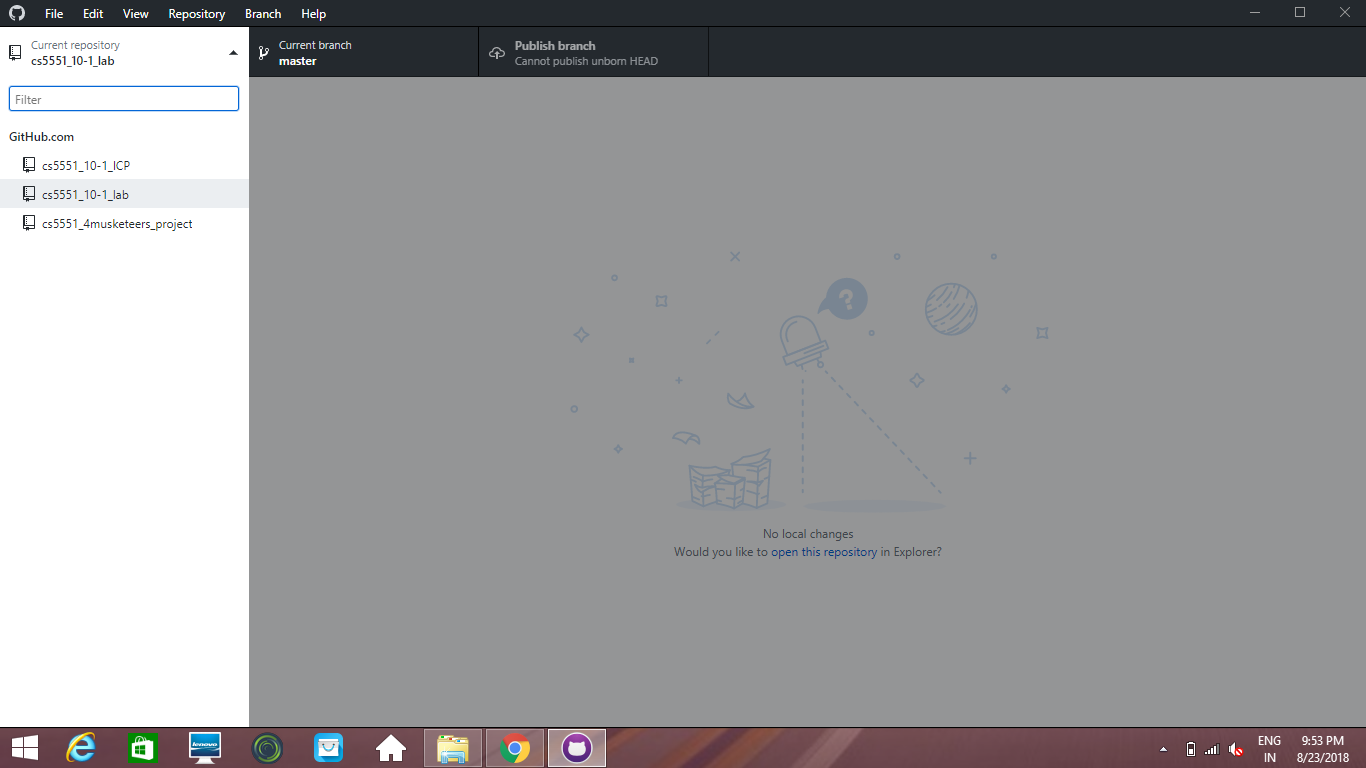 File Edit View Repository Branch Help
Current repository
cs5551_10-1_lab
Current branch
master
Publish branch
Cannot publish unborn HEAD
Filter
GitHub.com
cs5551_10-1_ICP
cs5551_10-1_lab
cs5551_4musketeers_project
?
No local changes
Would you like to open this repository in Explorer?
lenovo
ENG
IN
9:53 PM
8/23/2018